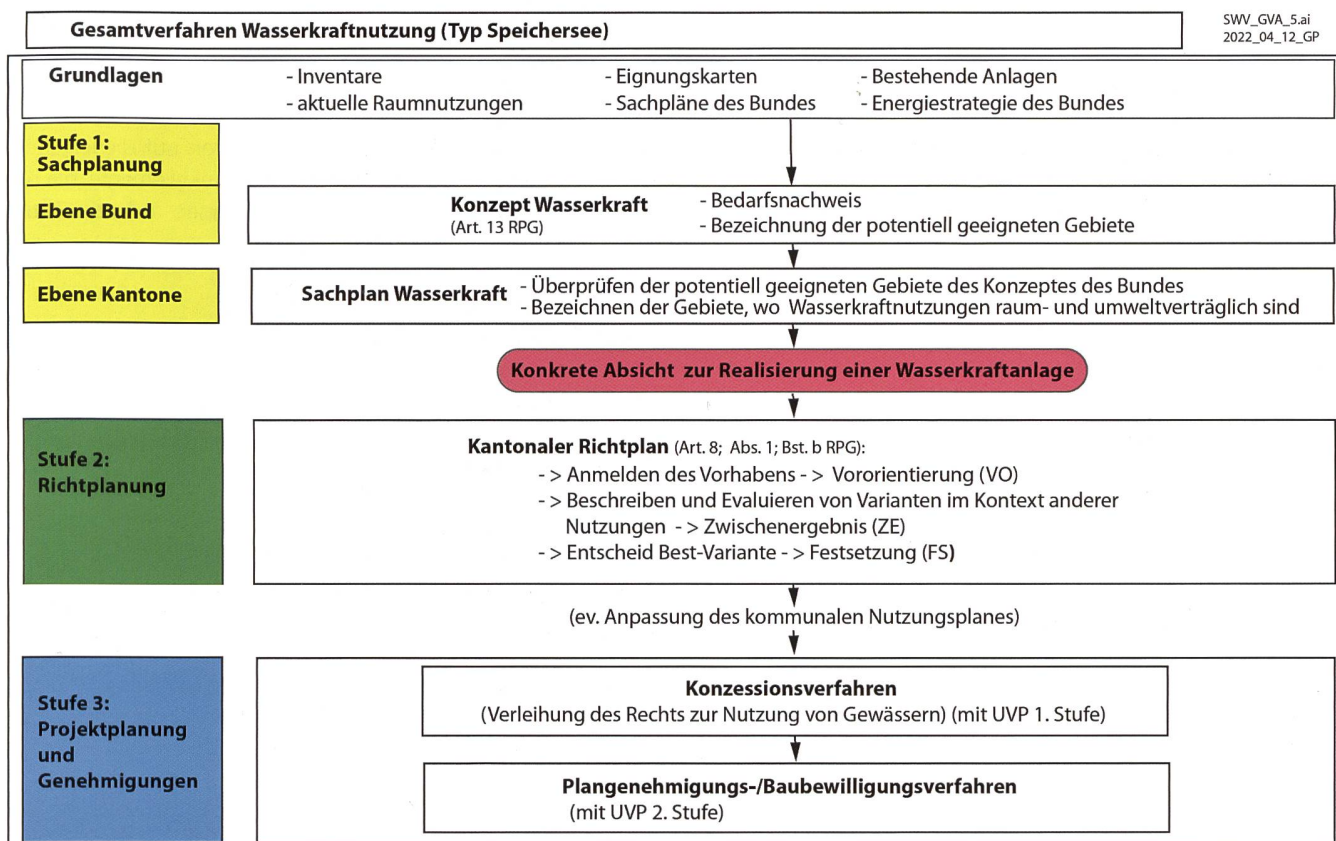 Gesamtverfahren Wasserkraftnutzung (Typ Speichersee)
SWV_GVA_5.ai
2022_04_12_GP
Grundlagen
- Inventare
- aktuelle Raumnutzungen
- Eignungskarten
- Sachpläne des Bundes
- Bestehende Anlagen
- Energiestrategie des Bundes
Stufe 1:
Sachplanung
Ebene Bund
Konzept Wasserkraft
(Art. 13 RPG)
- Bedarfsnachweis
- Bezeichnung der potentiell geeigneten Gebiete
Ebene Kantone
Sachplan Wasserkraft
- Überprüfen der potentiell geeigneten Gebiete des Konzeptes des Bundes
- Bezeichnen der Gebiete, wo Wasserkraftnutzungen raum- und umweltverträglich sind
Konkrete Absicht zur Realisierung einer Wasserkraftanlage
Stufe 2:
Richtplanung
Kantonaler Richtplan (Art. 8; Abs. 1; Bst. b RPG):
- > Anmelden des Vorhabens - > Vororientierung (VO)
- > Beschreiben und Evaluieren von Varianten im Kontext anderer
Nutzungen - > Zwischenergebnis (ZE)
- > Entscheid Best-Variante - > Festsetzung (FS)
(ev. Anpassung des kommunalen Nutzungsplanes)
Stufe 3:
Projektplanung
und
Genehmigungen
Konzessionsverfahren
(Verleihung des Rechts zur Nutzung von Gewässern) (mit UVP 1. Stufe)
Plangenehmigungs-/Baubewilligungsverfahren
(mit UVP 2. Stufe)